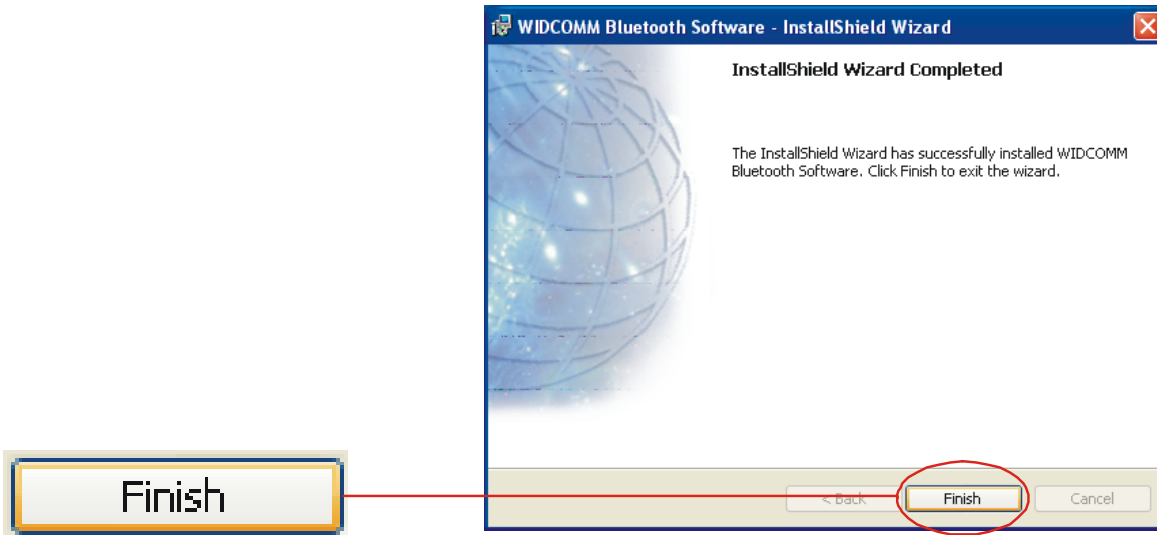 WIDCOMM Bluetooth Software - InstallShield Wizard
InstallShield Wizard Completed
The InstallShield Wizard has successfully installed WIDCOMM
Bluetooth Software. Click Finish to exit the wizard.
Finish
< Back Finish Cancel